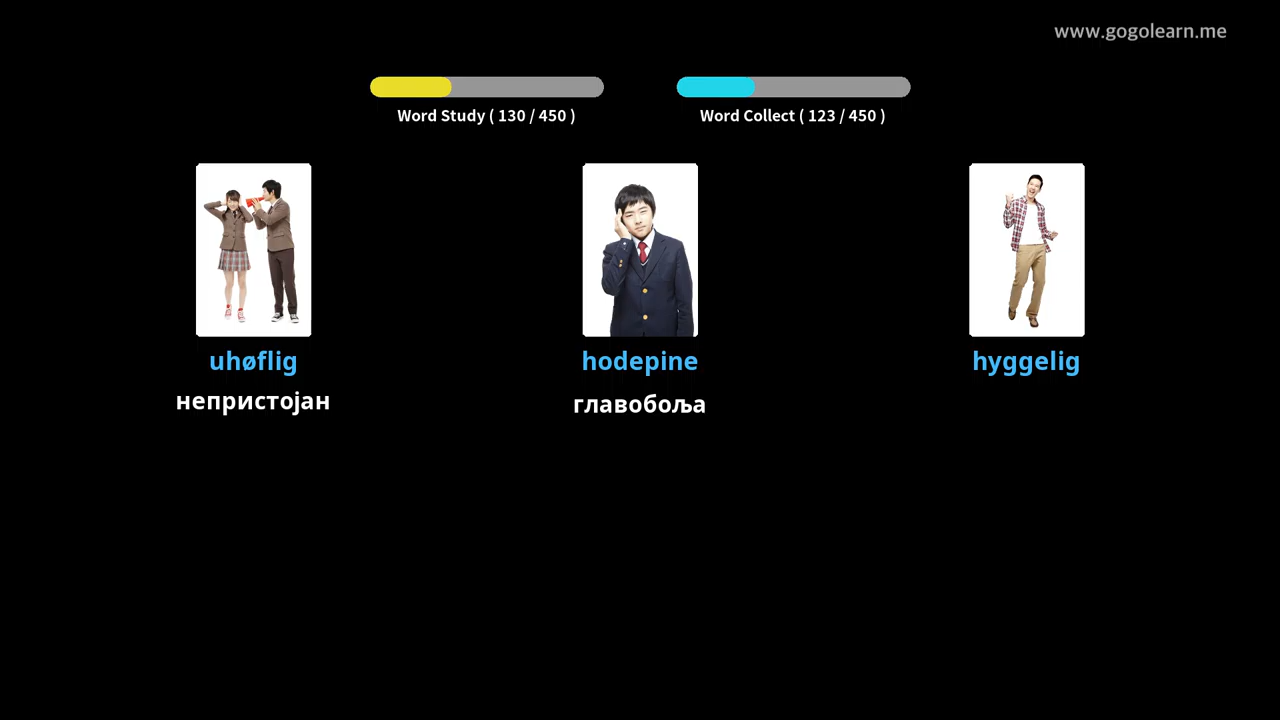 www.gogolearn.me
Word Study ( 130 / 450 )
Word Collect ( 123 / 450 )
uhøflig
hodepine
hyggelig
непристојан
главобоља